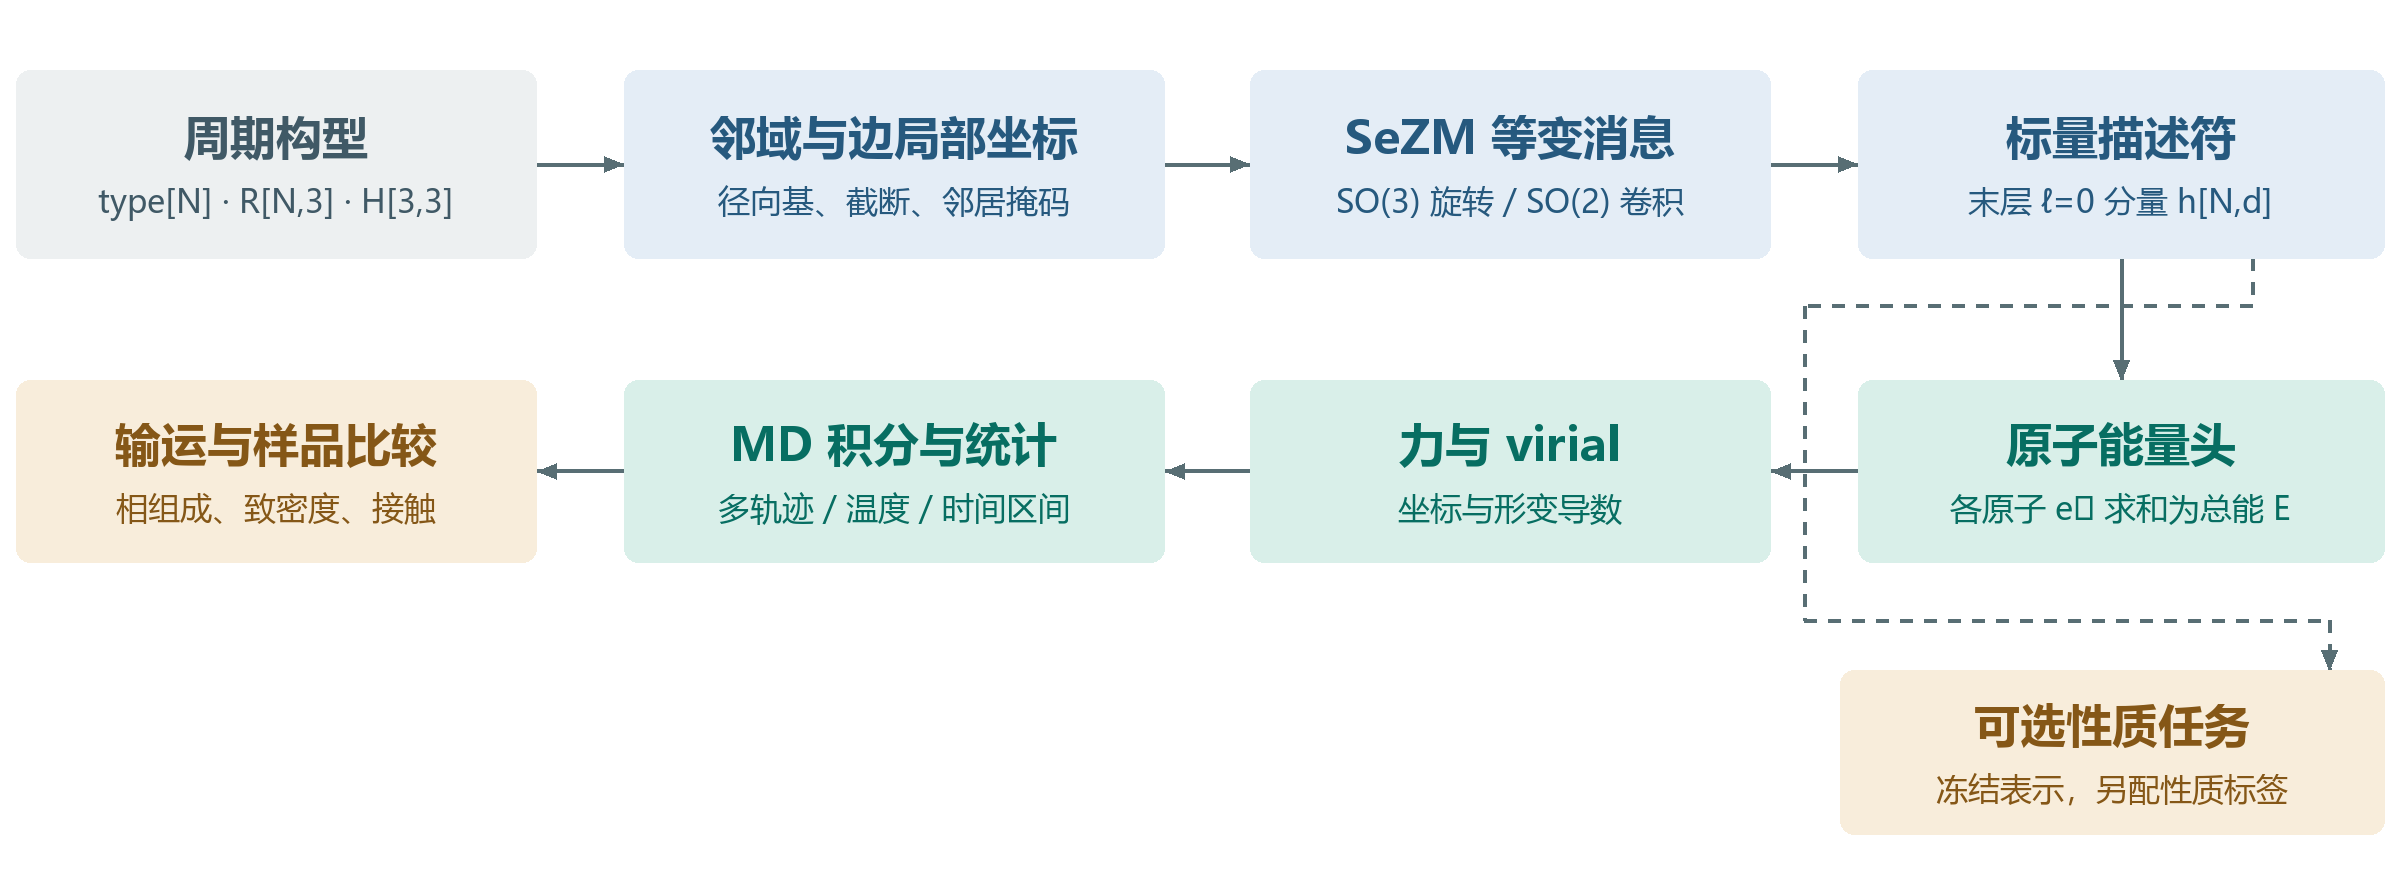 周期构型
type[N] · R[N,3] · H[3,3]
邻域与边局部坐标
径向基、截断、邻居掩码
SeZM 等变消息
SO(3) 旋转 / SO(2) 卷积
标量描述符
末层 ℓ=0 分量 h[N,d]
输运与样品比较
相组成、致密度、接触
MD 积分与统计
多轨迹 / 温度 / 时间区间
力与 virial
坐标与形变导数
原子能量头
各原子 e 求和为总能 E
可选性质任务
冻结表示，另配性质标签